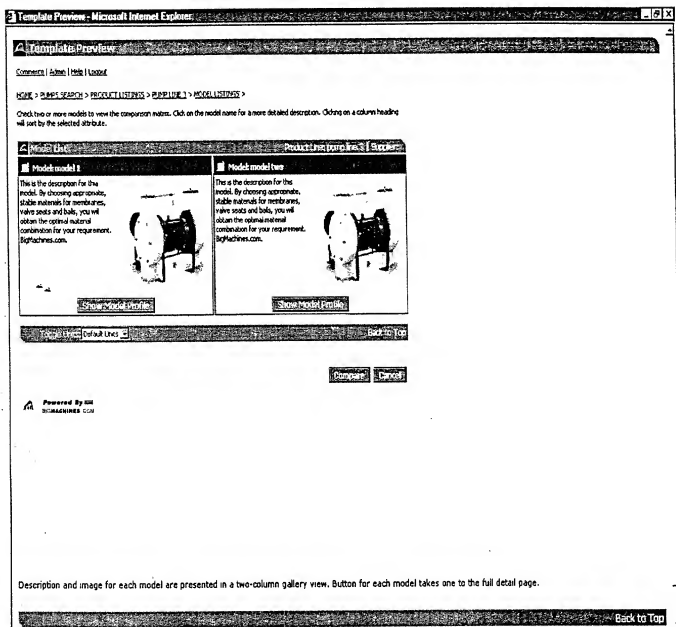 Template Preview - Microsoft Internet Explorer
Template Preview
Commerce | Admin | Help | Logout
HOME > PUMPS SEARCH > PRODUCT LISTINGS > PUMP LINE 3 > MODEL LISTINGS >
Check two or more models to view the comparison matrix. Click on the model name for a more detailed description. Clicking on a column heading
will sort by the selected attribute.
Model List Product Line: pump line 3 | Supplier:
Model: model 1
This is the description for this
model. By choosing appropriate,
stable materials for membranes,
valve seats and balls, you will
obtain the optimal material
combination for your requirement.
BigMachines.com.
Show Model Profile
Model: model two
This is the description for this
model. By choosing appropriate,
stable materials for membranes,
valve seats and balls, you will
obtain the optimal material
combination for your requirement.
BigMachines.com.
Show Model Profile
Toggle Lines Default Lines Back to Top
Compare Cancel
Powered By
BIGMACHINES.COM
Description and image for each model are presented in a two-column gallery view. Button for each model takes one to the full detail page.
Back to Top